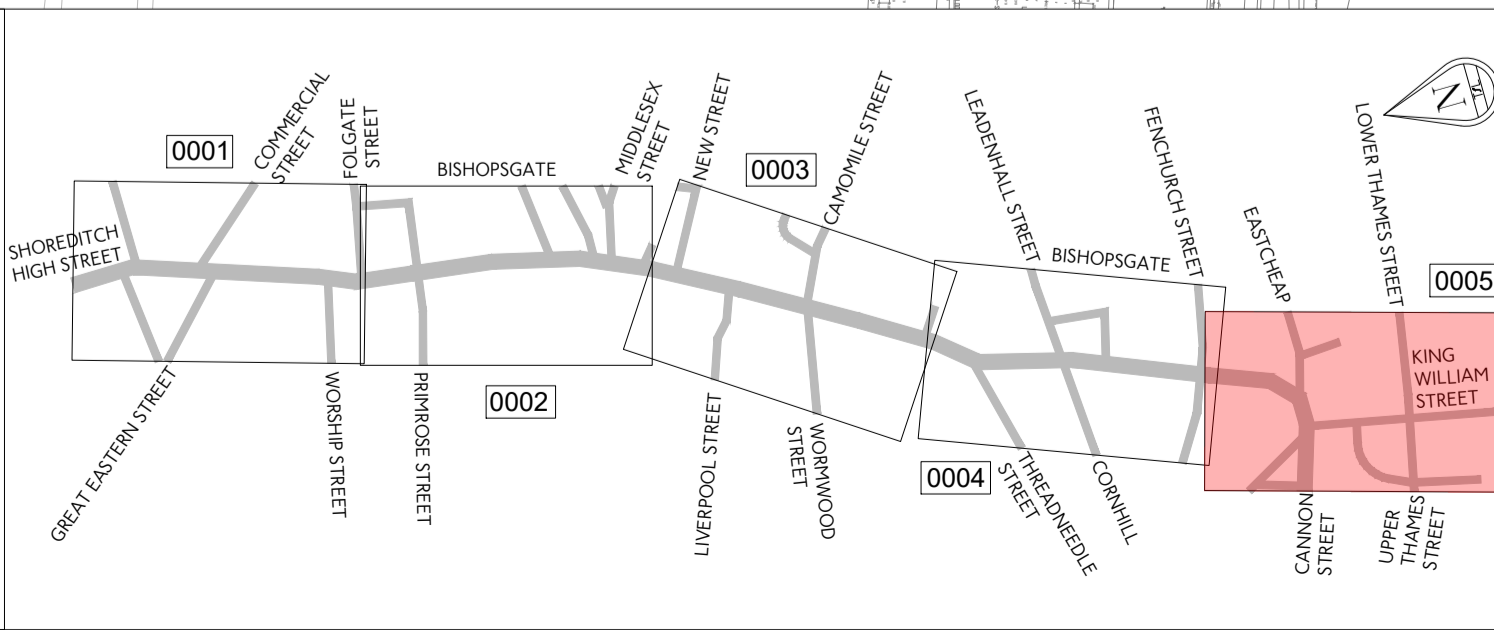 0001
COMMERCIAL
STREET
FOLGATE
STREET
BISHOPSGATE
MIDDLESEX
STREET
NEW STREET
0003
CAMOMILE STREET
LEADENHALL STREET
BISHOPSGATE
FENCHURCH STREET
EASTCHEAP
LOWER THAMES STREET
N
0005
SHOREDITCH
HIGH STREET
KING
WILLIAM
STREET
GREAT EASTERN STREET
WORSHIP STREET
PRIMROSE STREET
0002
LIVERPOOL STREET
WORMWOOD
STREET
0004
THREADNEEDLE
STREET
CORNHILL
CANNON
STREET
UPPER
THAMES
STREET